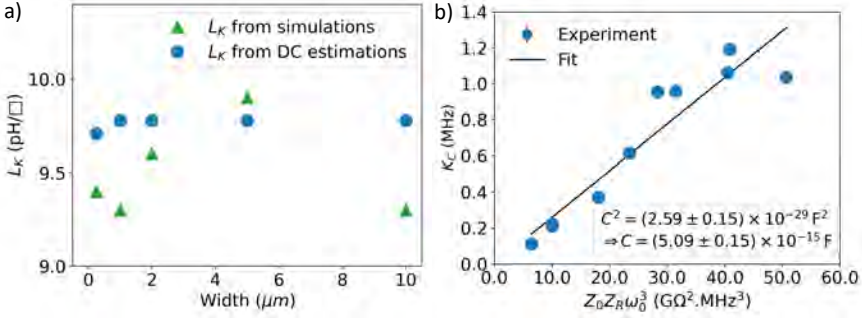 a)
L_K from simulations
L_K from DC estimations
10.0
9.5
9.0
L_K (pH/□)
0
2
4
6
8
10
Width (μm)
b)
Experiment
Fit
1.4
1.2
1.0
0.8
0.6
0.4
0.2
0.0
κ_C (MHz)
C² = (2.59 ± 0.15) × 10⁻²⁹ F²
⇒ C = (5.09 ± 0.15) × 10⁻¹⁵ F
0.0
10.0
20.0
30.0
40.0
50.0
60.0
Z₀Z_Rω₀³ (GΩ².MHz³)